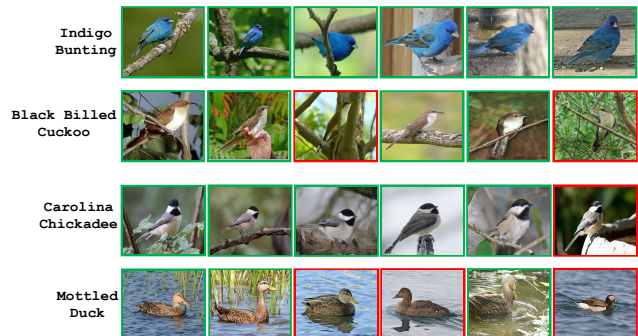 Indigo
Bunting
Black Billed
Cuckoo
Carolina
Chickadee
Mottled
Duck